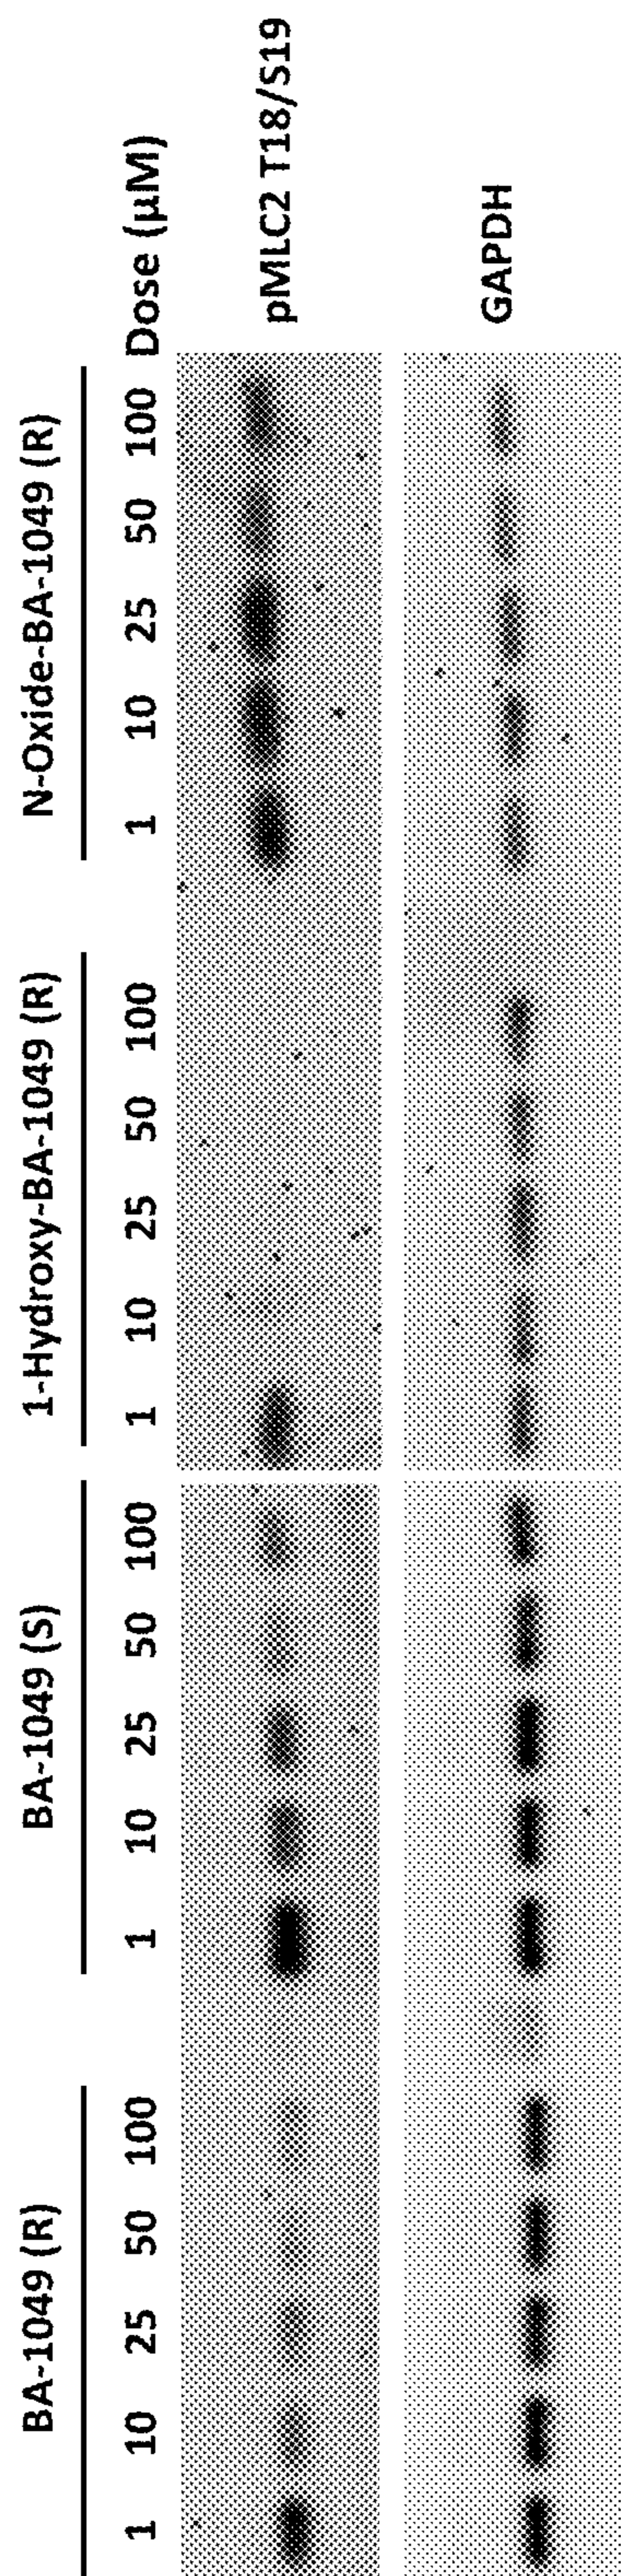 BA-1049 (R)
BA-1049 (S)
1-Hydroxy-BA-1049 (R)
N-Oxide-BA-1049 (R)
1 10 25 50 100 1 10 25 50 100 1 10 25 50 100 1 10 25 50 100 Dose (µM)
pMLC2 T18/S19
GAPDH